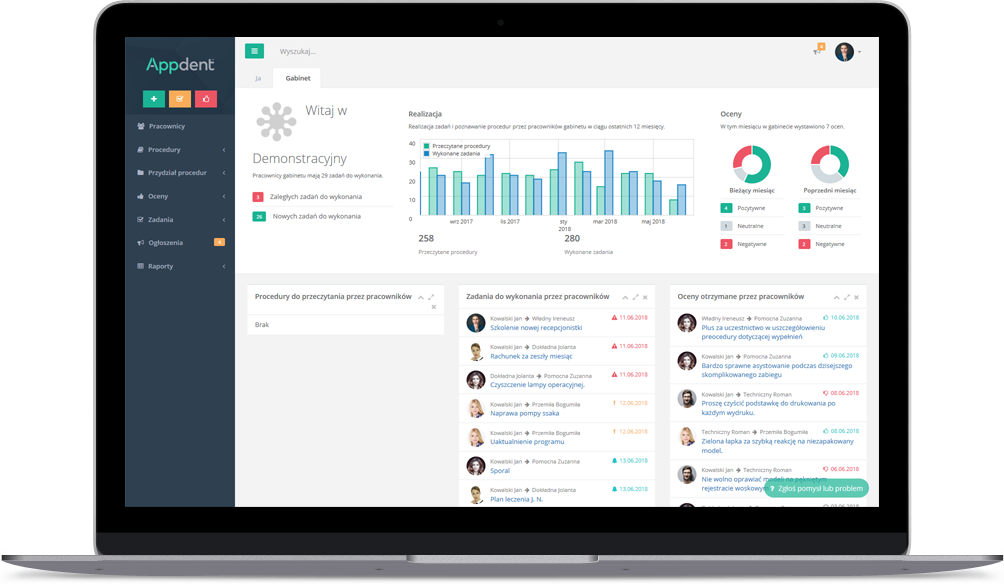 Appdent
Wyszukaj...
4
Ja
Gabinet
Pracownicy
Procedury
Przydział procedur
Oceny
Zadania
Ogłoszenia
4
Raporty
Witaj w
Demonstracyjny
Pracownicy gabinetu mają 29 zadań do wykonania.
3 Zaległych zadań do wykonania
26 Nowych zadań do wykonania
Realizacja
Realizacja zadań i poznawanie procedur przez pracowników gabinetu w ciągu ostatnich 12 miesięcy.
Przeczytane procedury
Wykonane zadania
40
30
20
10
0
wrz 2017
lis 2017
sty
2018
mar 2018
maj 2018
258
Przeczytane procedury
280
Wykonane zadania
Oceny
W tym miesiącu w gabinecie wystawiono 7 ocen.
Bieżący miesiąc
4 Pozytywne
1 Neutralne
2 Negatywne
Poprzedni miesiąc
3 Pozytywne
3 Neutralne
2 Negatywne
Procedury do przeczytania przez pracowników
Brak
Zadania do wykonania przez pracowników
Kowalski Jan → Władny Ireneusz 11.06.2018
Szkolenie nowej recepcjonistki
Kowalski Jan → Dokładna Jolanta 11.06.2018
Rachunek za zeszły miesiąc
Dokładna Jolanta → Pomocna Zuzanna 11.06.2018
Czyszczenie lampy operacyjnej.
Kowalski Jan → Przemiła Bogumiła ! 12.06.2018
Naprawa pompy ssaka
Kowalski Jan → Przemiła Bogumiła ! 12.06.2018
Uaktualnienie programu
Kowalski Jan → Pomocna Zuzanna 13.06.2018
Sporal
Kowalski Jan → Dokładna Jolanta 13.06.2018
Plan leczenia J. N.
Oceny otrzymane przez pracowników
Władny Ireneusz → Pomocna Zuzanna 10.06.2018
Plus za uczestnictwo w uszczegółowieniu
preocedury dotyczącej wypełnień
Kowalski Jan → Pomocna Zuzanna 09.06.2018
Bardzo sprawne asystowanie podczas dzisejszego
skomplikowanego zabiegu
Kowalski Jan → Techniczny Roman 08.06.2018
Proszę czyścić podstawkę do drukowania po
każdym wydruku.
Techniczny Roman → Przemiła Bogumiła 08.06.2018
Zielona łapka za szybką reakcję na niezapakowany
model.
Kowalski Jan → Techniczny Roman 06.06.2018
Nie wolno oprawiać modeli na pękniętym
rejestracie woskowym
? Zgłoś pomysł lub problem